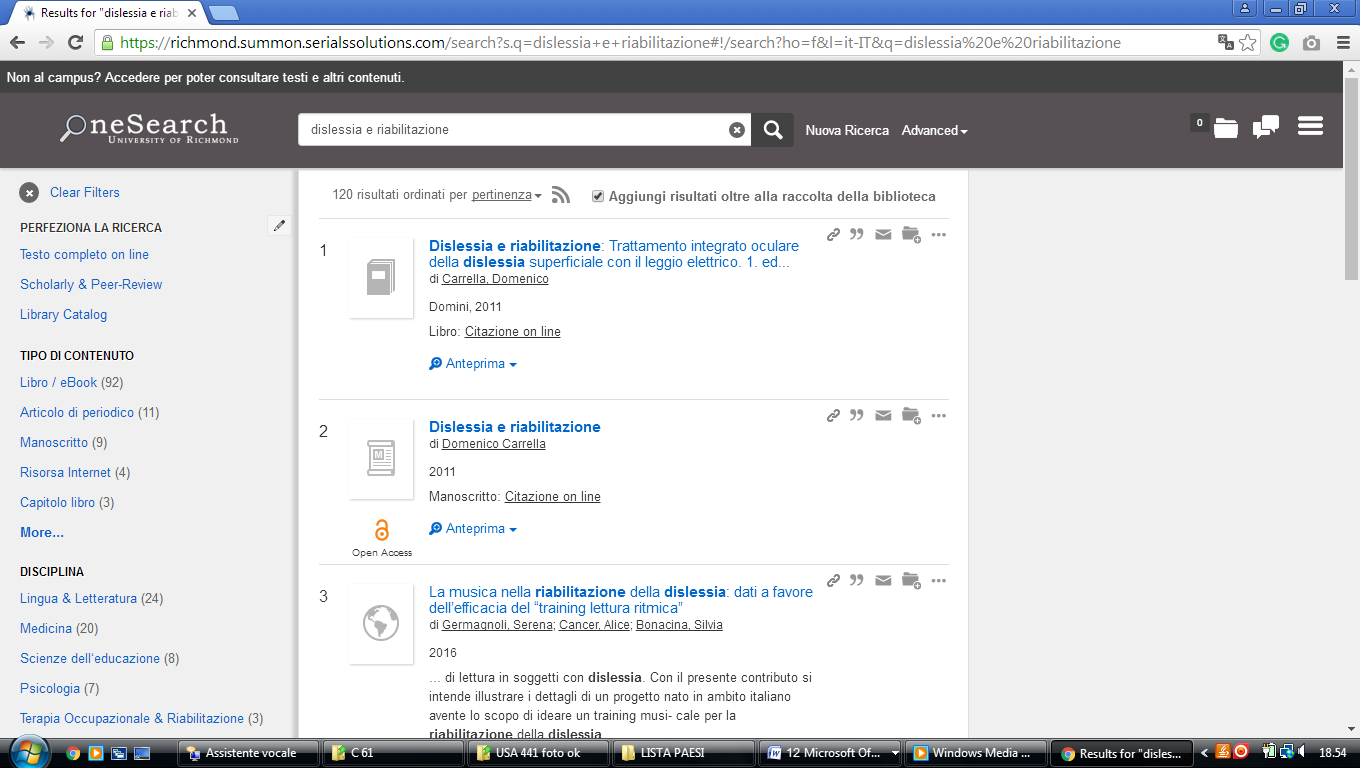 Results for "dislessia e riab
https://richmond.summon.serialssolutions.com/search?s.q=dislessia+e+riabilitazione#!/search?ho=f&l=it-IT&q=dislessia%20e%20riabilitazione
Non al campus? Accedere per poter consultare testi e altri contenuti.
OneSearch
University of Richmond
dislessia e riabilitazione
Nuova Ricerca
Advanced
0
Clear Filters
PERFEZIONA LA RICERCA
Testo completo on line
Scholarly & Peer-Review
Library Catalog
TIPO DI CONTENUTO
Libro / eBook (92)
Articolo di periodico (11)
Manoscritto (9)
Risorsa Internet (4)
Capitolo libro (3)
More...
DISCIPLINA
Lingua & Letteratura (24)
Medicina (20)
Scienze dell'educazione (8)
Psicologia (7)
Terapia Occupazionale & Riabilitazione (3)
120 risultati ordinati per pertinenza
Aggiungi risultati oltre alla raccolta della biblioteca
1
Dislessia e riabilitazione: Trattamento integrato oculare
della dislessia superficiale con il leggio elettrico. 1. ed...
di Carrella, Domenico
Domini, 2011
Libro: Citazione on line
Anteprima
2
Dislessia e riabilitazione
di Domenico Carrella
2011
Manoscritto: Citazione on line
Anteprima
M
Open Access
3
La musica nella riabilitazione della dislessia: dati a favore
dell'efficacia del “training lettura ritmica”
di Germagnoli, Serena; Cancer, Alice; Bonacina, Silvia
2016
... di lettura in soggetti con dislessia. Con il presente contributo si
intende illustrare i dettagli di un progetto nato in ambito italiano
avente lo scopo di ideare un training musi- cale per la
riabilitazione della dislessia
Assistente vocale
C 61
USA 441 foto ok
LISTA PAESI
12 Microsoft Of...
Windows Media ...
Results for "disles...
18.54